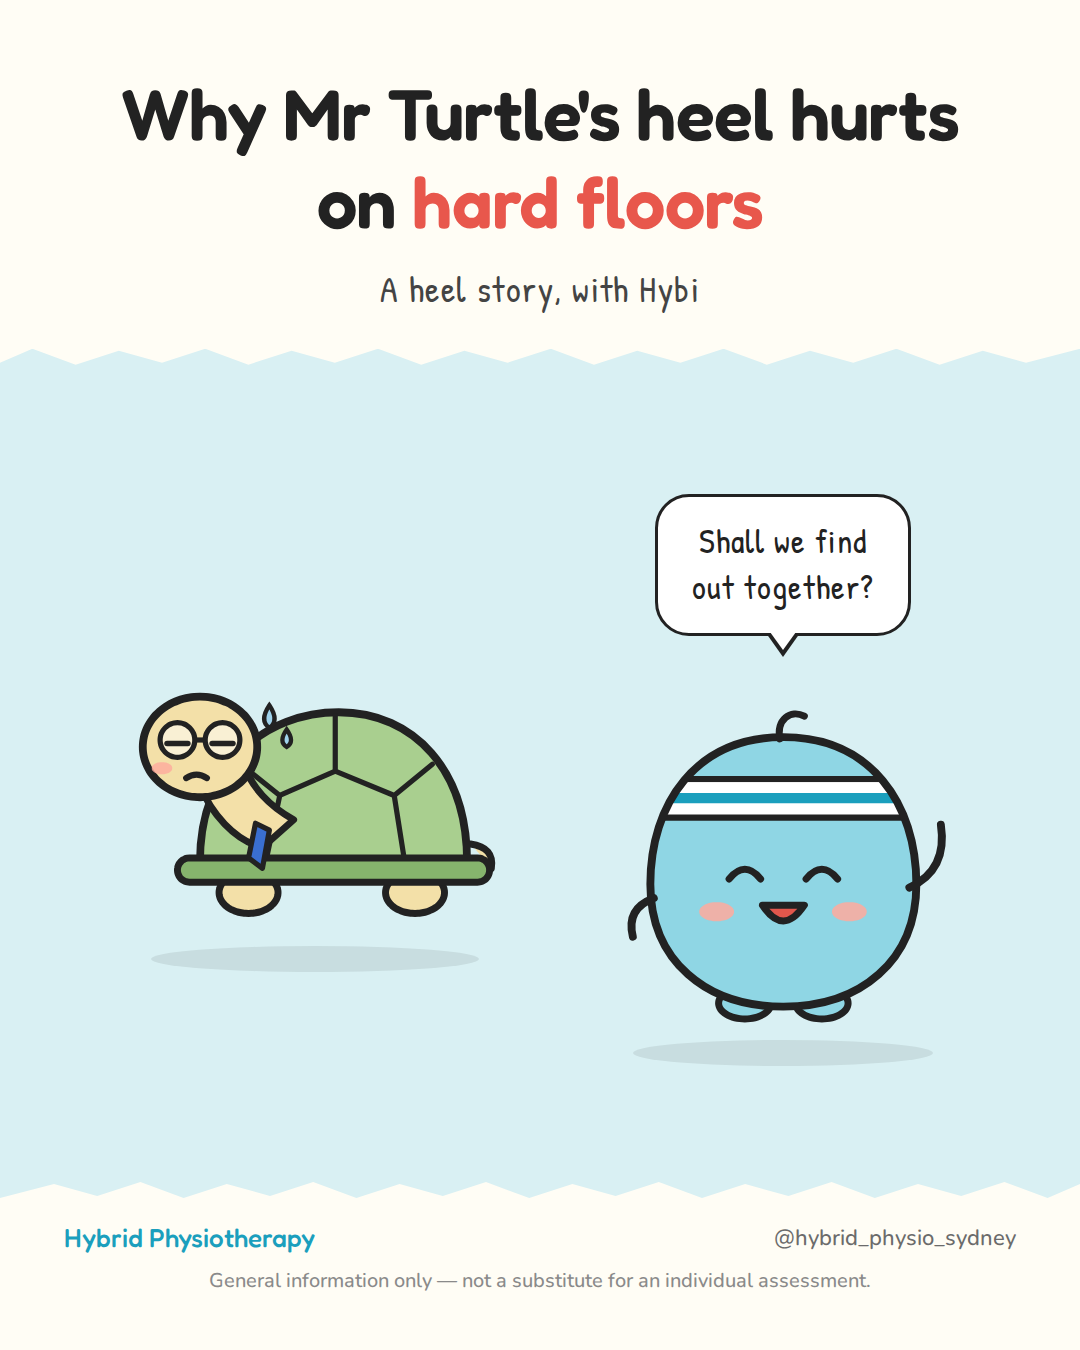 Why Mr Turtle's heel hurts
on hard floors
A heel story, with Hybi
Shall we find
out together?
Hybrid Physiotherapy
@hybrid_physio_sydney
General information only — not a substitute for an individual assessment.